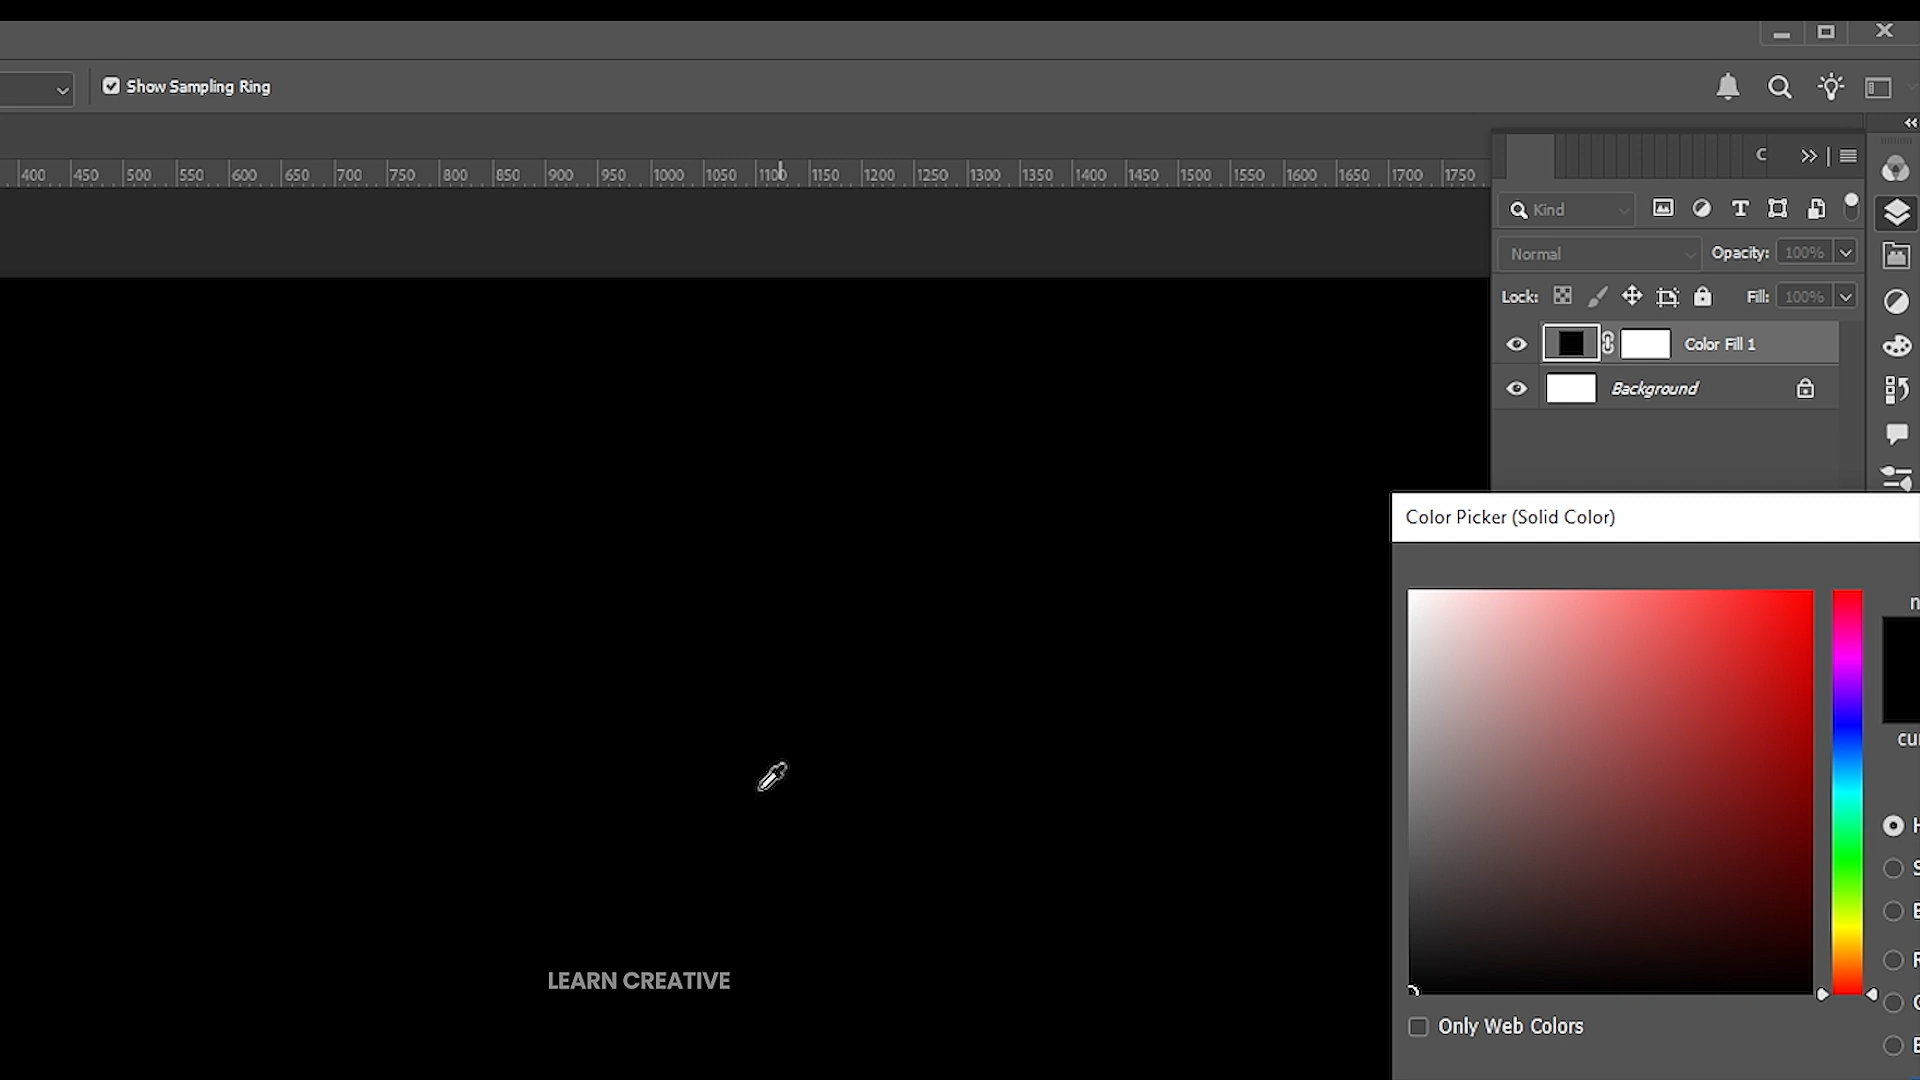 Show Sampling Ring
400 450 500 550 600 650 700 750 800 850 900 950 1000 1050 1100 1150 1200 1250 1300 1350 1400 1450 1500 1550 1600 1650 1700 1750
C
Kind
Normal Opacity: 100%
Lock: Fill: 100%
Color Fill 1
Background
Color Picker (Solid Color)
LEARN CREATIVE
Only Web Colors